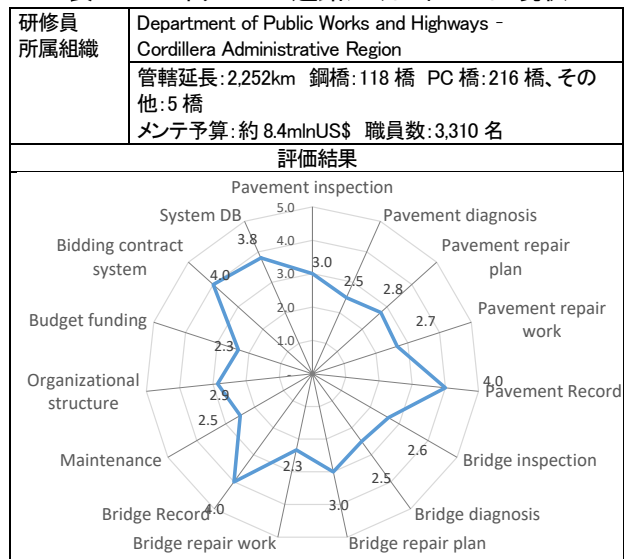 研修員
所属組織
Department of Public Works and Highways -
Cordillera Administrative Region
管轄延長:2,252km 鋼橋:118 橋 PC 橋:216 橋、その
他:5 橋
メンテ予算:約 8.4mlnUS$ 職員数:3,310 名
評価結果
Pavement inspection
System DB
Pavement diagnosis
Bidding contract
system
Pavement repair
plan
Budget funding
Pavement repair
work
Organizational
structure
Pavement Record
Maintenance
Bridge inspection
Bridge Record
Bridge diagnosis
Bridge repair work
Bridge repair plan
5.0
4.0
3.0
2.0
1.0
-
3.0
2.5
2.8
2.7
4.0
2.6
2.5
3.0
2.3
4.0
2.5
2.9
2.3
4.0
3.8